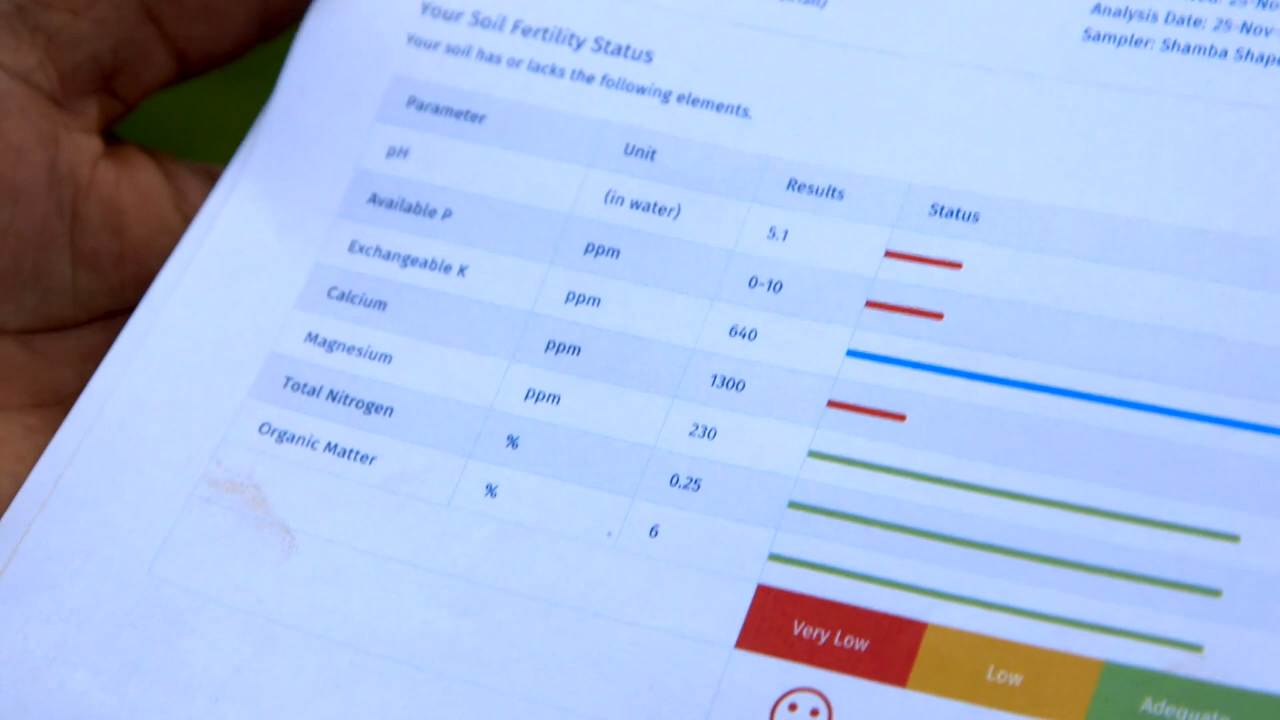 Analysis Date: 25-Nov
Sampler: Shamba Shape
Your Soil Fertility Status
Your soil has or lacks the following elements.
Parameter Unit Results Status
pH (in water) 5.1
Available P ppm 0-10
Exchangeable K ppm 640
Calcium ppm 1300
Magnesium ppm 230
Total Nitrogen % 0.25
Organic Matter % 6
Very Low Low Adequate